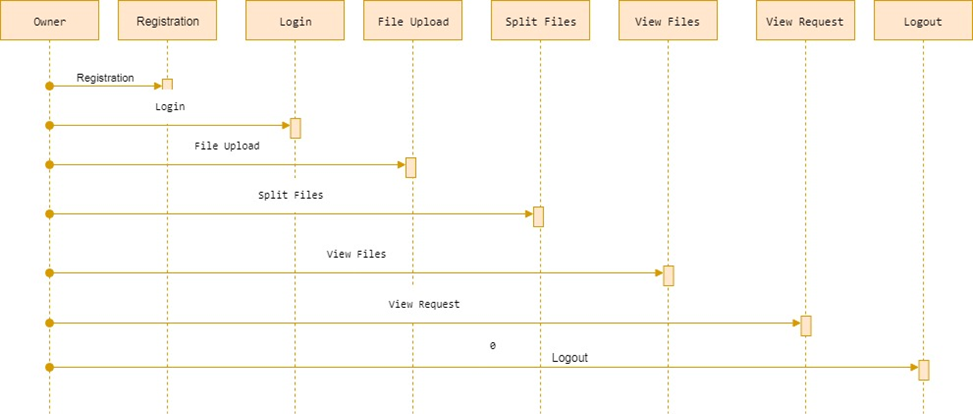 Owner
Registration
Login
File Upload
Split Files
View Files
View Request
Logout
Registration
Login
File Upload
Split Files
View Files
View Request
0
Logout